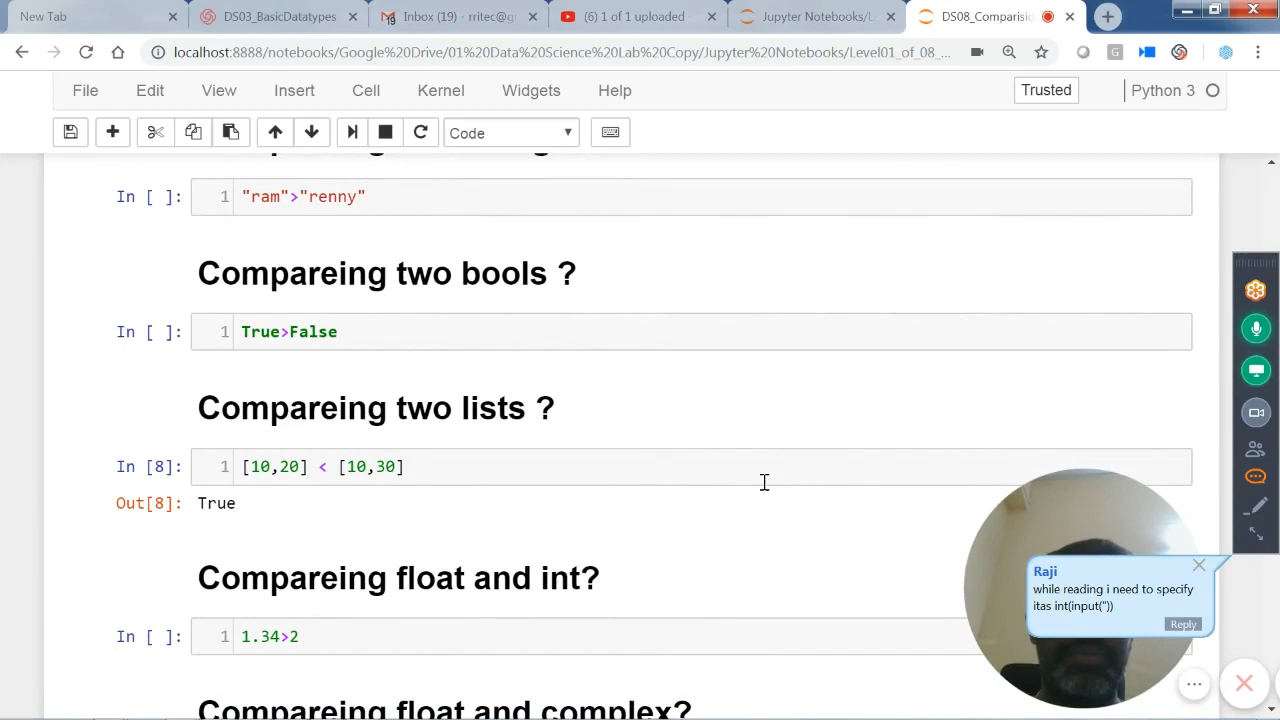 New Tab
DS03_BasicDatatypes
Inbox (19) - rritec...
(6) 1 of 1 uploaded -
Jupyter Notebooks/L
DS08_Comparisio
localhost:8888/notebooks/Google%20Drive/01%20Data%20Science%20Lab%20Copy/Jupyter%20Notebooks/Level01_of_08_...
File Edit View Insert Cell Kernel Widgets Help Trusted Python 3
Code
In [ ]: 1 "ram">"renny"
Compareing two bools ?
In [ ]: 1 True>False
Compareing two lists ?
In [8]: 1 [10,20] < [10,30]
Out[8]: True
Compareing float and int?
In [ ]: 1 1.34>2
Compareing float and complex?
Raji
while reading i need to specify
itas int(input(''))
Reply